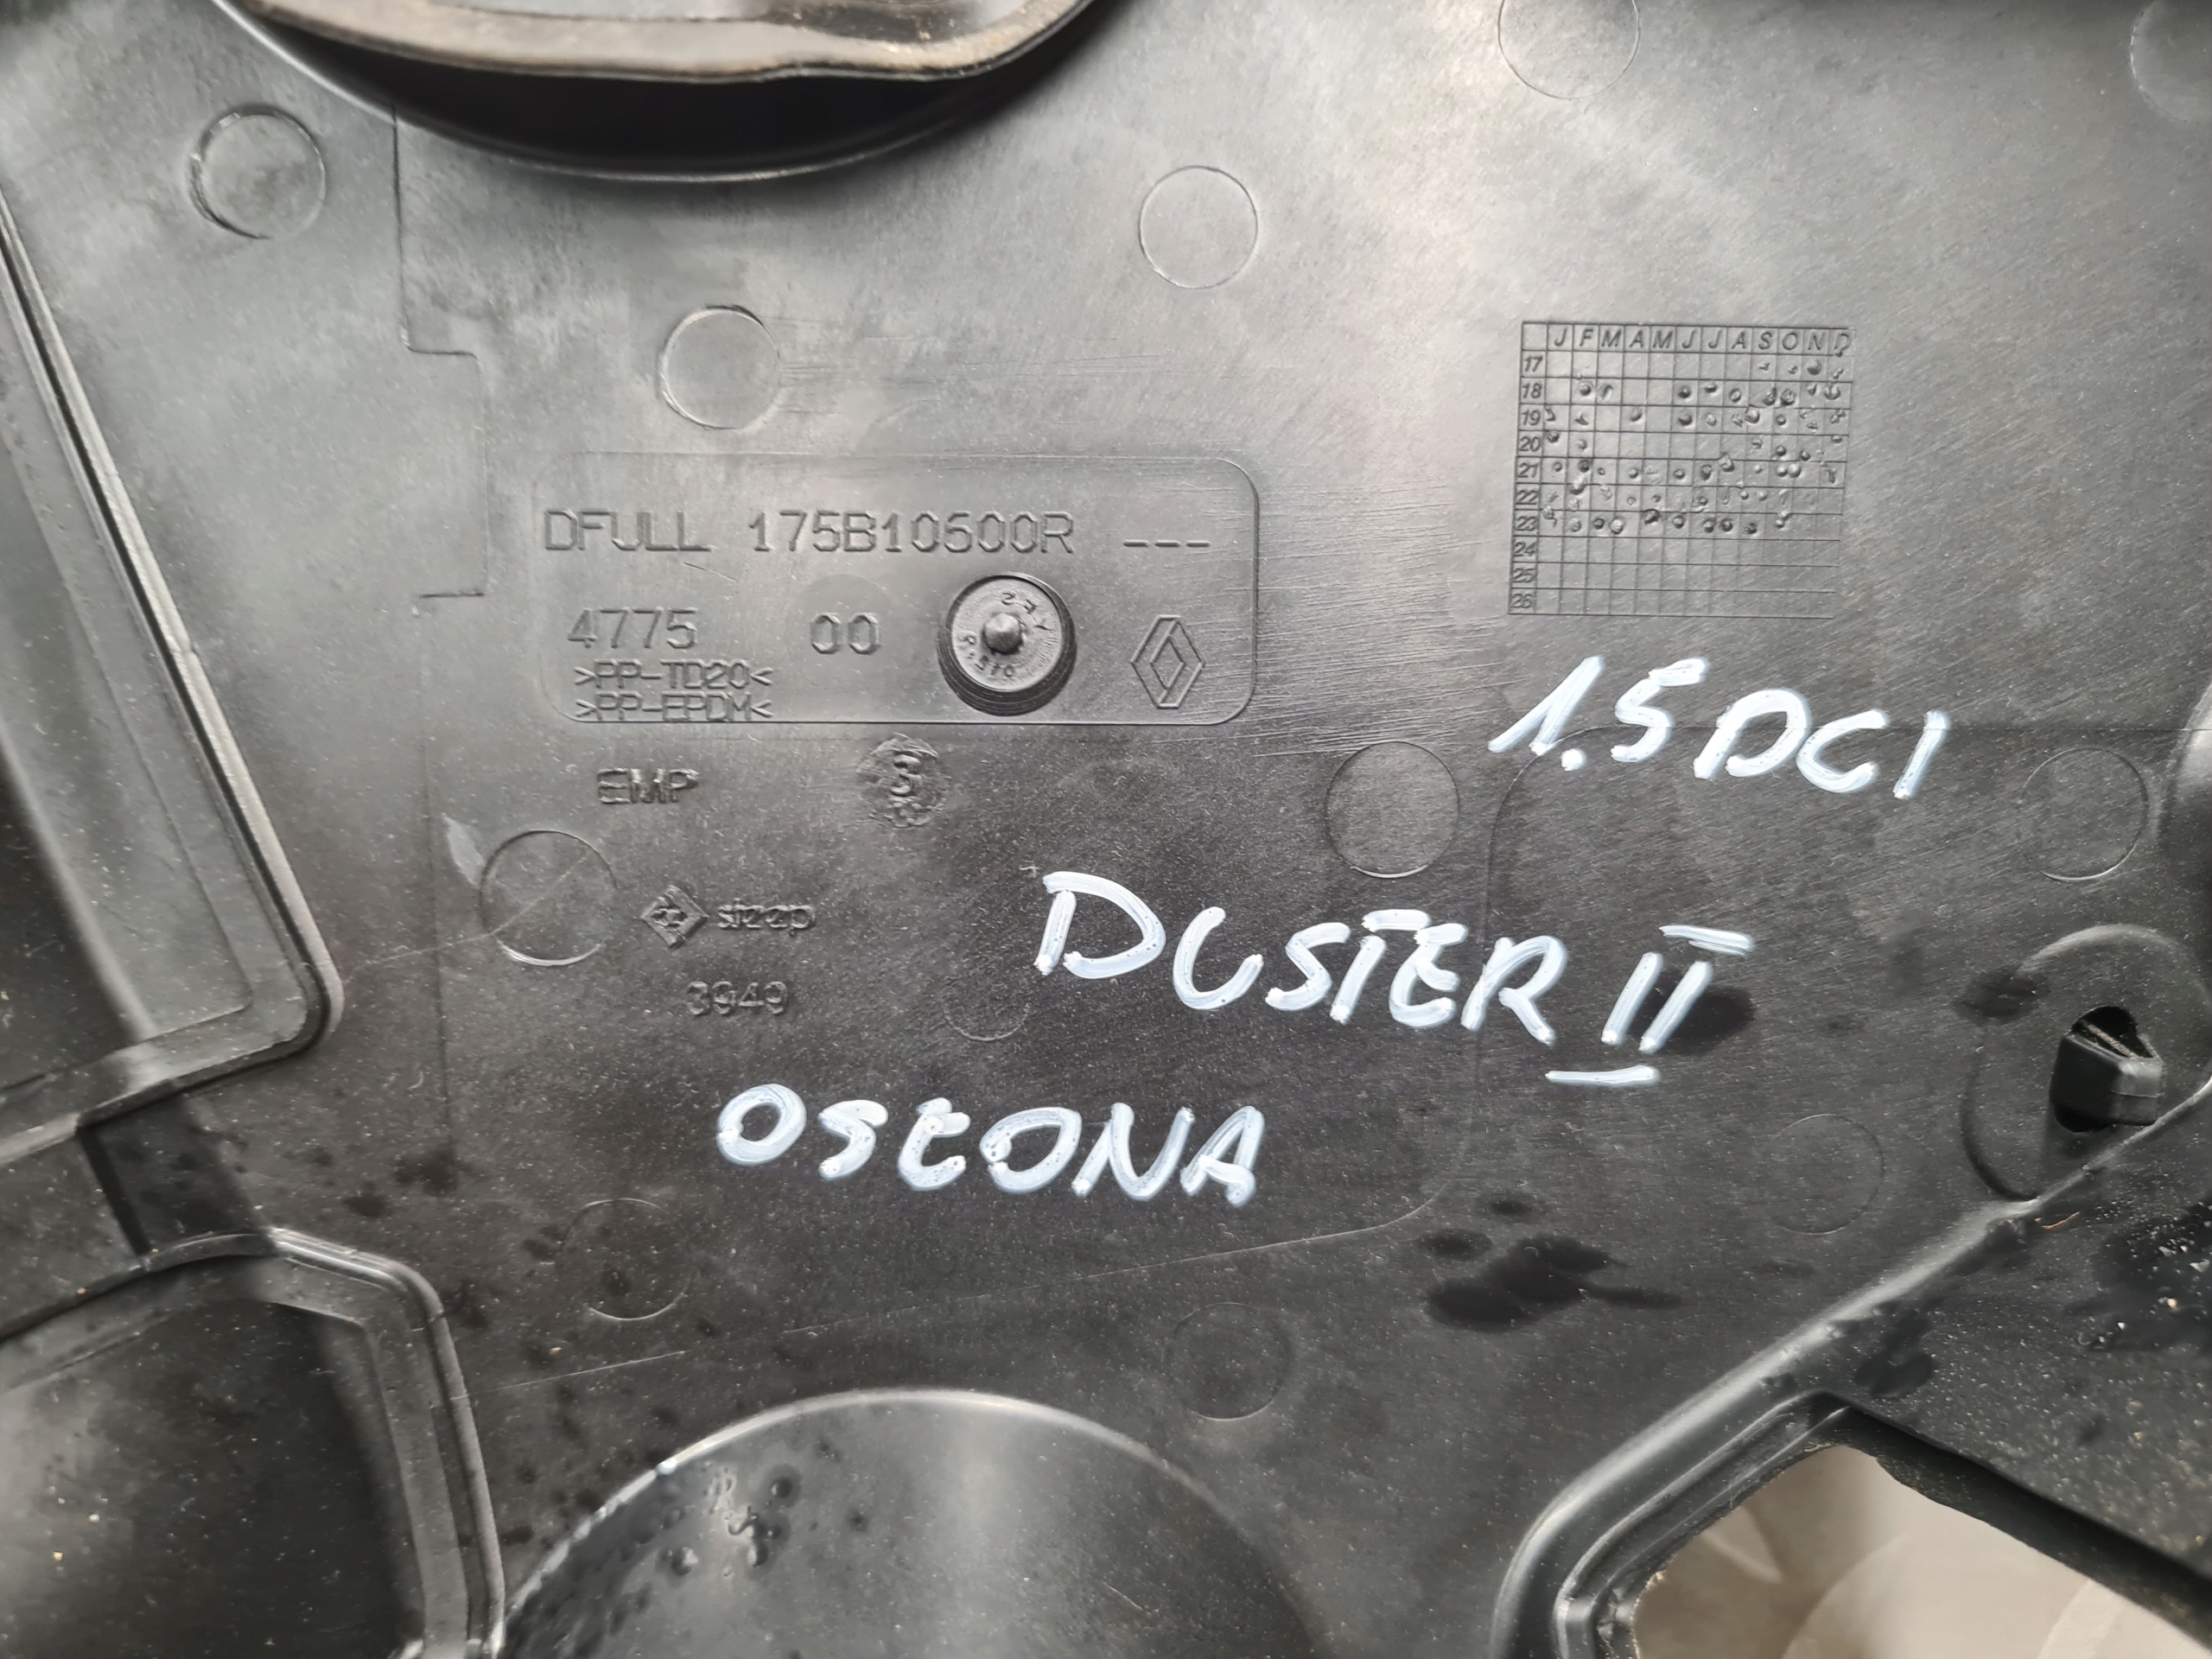 DFULL 175B10600R ---
4775 00
>PP-TD20<
>PP-EPDM<
EMP
3949
J F M A M J J A S O N D
17
18
19
20
21
22
23
24
25
26
1.5 DCI
DUSTER II
OSŁONA